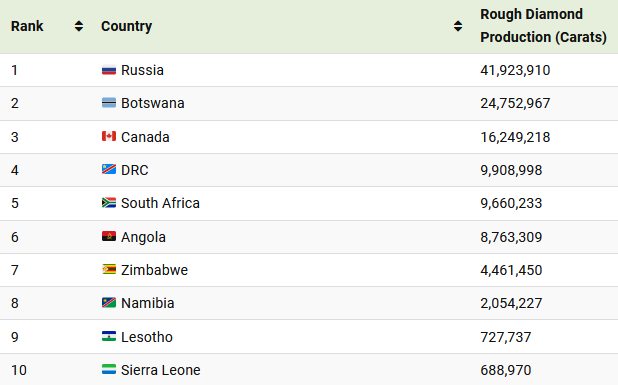 Rank Country Rough Diamond
Production (Carats)
1 Russia 41,923,910
2 Botswana 24,752,967
3 Canada 16,249,218
4 DRC 9,908,998
5 South Africa 9,660,233
6 Angola 8,763,309
7 Zimbabwe 4,461,450
8 Namibia 2,054,227
9 Lesotho 727,737
10 Sierra Leone 688,970